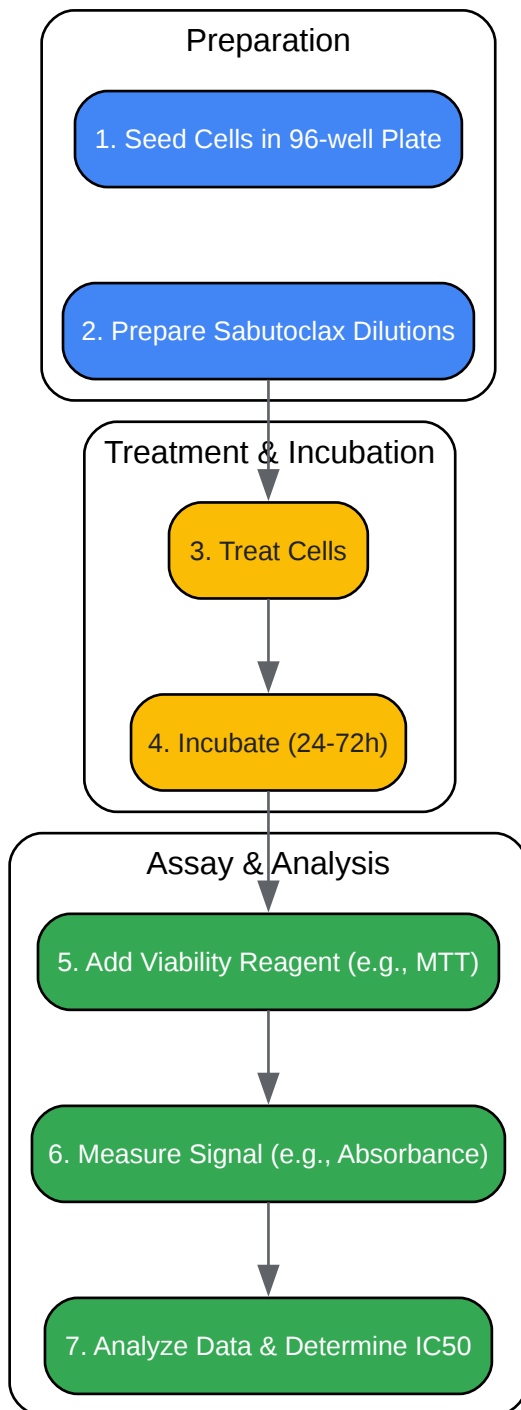 Preparation
1. Seed Cells in 96-well Plate
2. Prepare Sabutoclax Dilutions
Treatment & Incubation
3. Treat Cells
4. Incubate (24-72h)
Assay & Analysis
5. Add Viability Reagent (e.g., MTT)
6. Measure Signal (e.g., Absorbance)
7. Analyze Data & Determine IC50